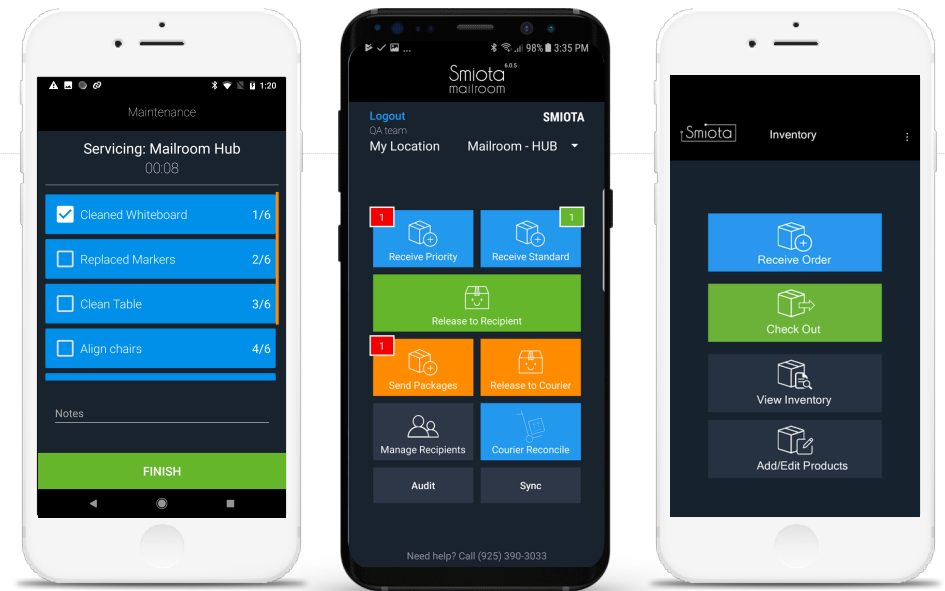 1:20
Maintenance
Servicing: Mailroom Hub
00:08
Cleaned Whiteboard 1/6
Replaced Markers 2/6
Clean Table 3/6
Align chairs 4/6
Notes
FINISH
... 98% 3:35 PM
Smiota 6.0.5
mailroom
Logout SMIOTA
QA team
My Location Mailroom - HUB
1 1
Receive Priority Receive Standard
Release to Recipient
1
Send Packages Release to Courier
Manage Recipients Courier Reconcile
Audit Sync
Need help? Call (925) 390-3033
Smiota Inventory
Receive Order
Check Out
View Inventory
Add/Edit Products